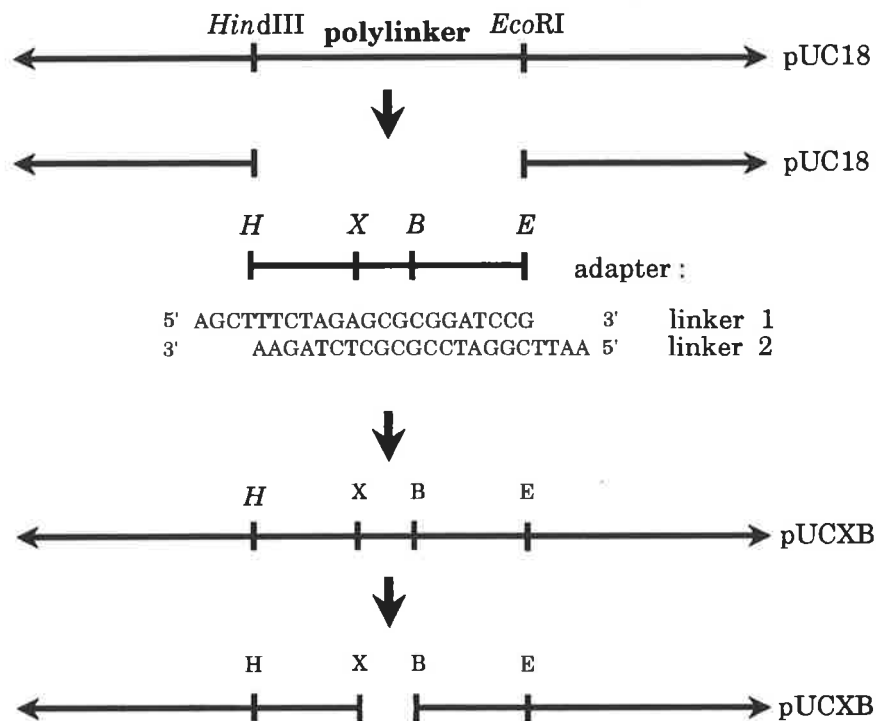 HindIII polylinker EcoRI
pUC18
pUC18
H X B E
adapter :
5' AGCTTTCTAGAGCGCGGATCCG 3' linker 1
3' AAGATCTCGCGCCTAGGCTTAA 5' linker 2
H X B E
pUCXB
H X B E
pUCXB